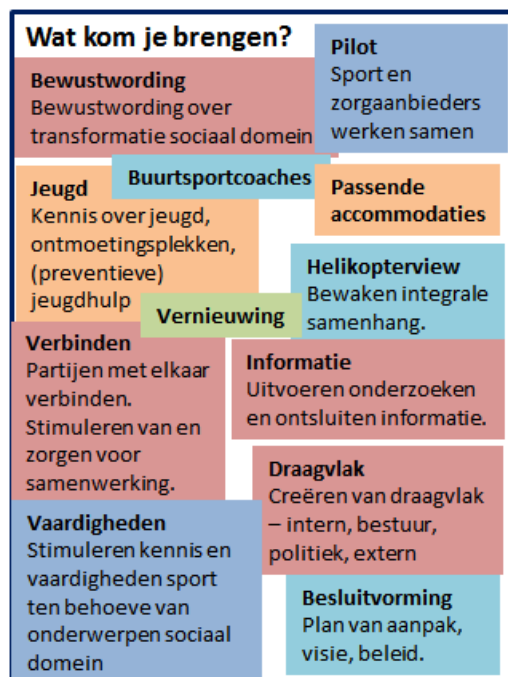 Wat kom je brengen?
Pilot
Sport en
zorgaanbieders
werken samen
Bewustwording
Bewustwording over
transformatie sociaal domein
Buurtsportcoaches
Jeugd
Kennis over jeugd,
ontmoetingsplekken,
(preventieve)
jeugdhulp
Passende
accommodaties
Helikopterview
Bewaken integrale
samenhang.
Vernieuwing
Verbinden
Partijen met elkaar
verbinden.
Stimuleren van en
zorgen voor
samenwerking.
Informatie
Uitvoeren onderzoeken
en ontsluiten informatie.
Draagvlak
Creëren van draagvlak
– intern, bestuur,
politiek, extern
Vaardigheden
Stimuleren kennis en
vaardigheden sport
ten behoeve van
onderwerpen sociaal
domein
Besluitvorming
Plan van aanpak,
visie, beleid.